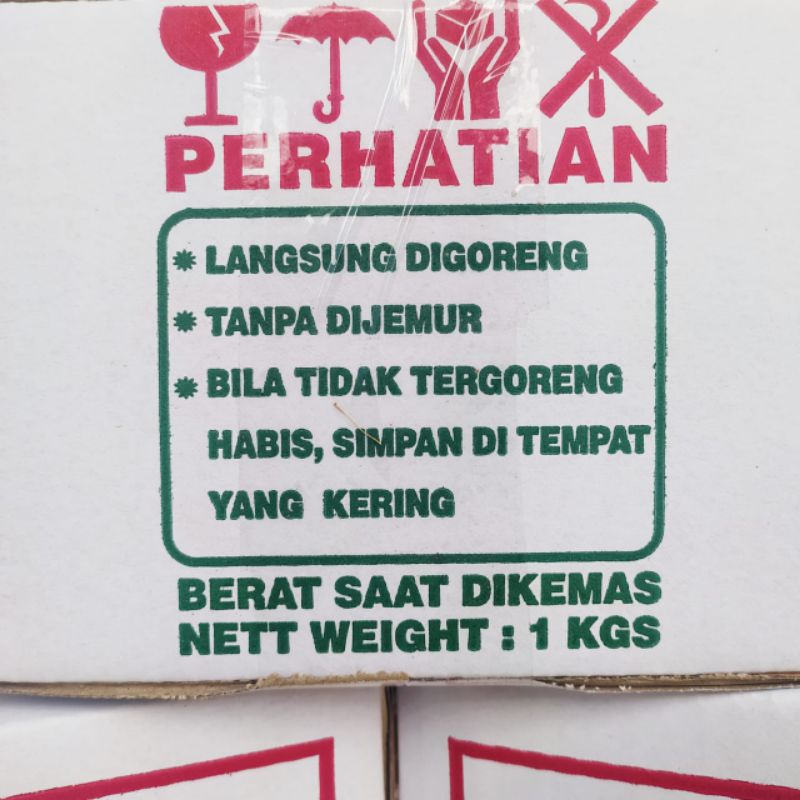 PERHATIAN
* LANGSUNG DIGORENG
* TANPA DIJEMUR
* BILA TIDAK TERGORENG
HABIS, SIMPAN DI TEMPAT
YANG KERING
BERAT SAAT DIKEMAS
NETT WEIGHT : 1 KGS